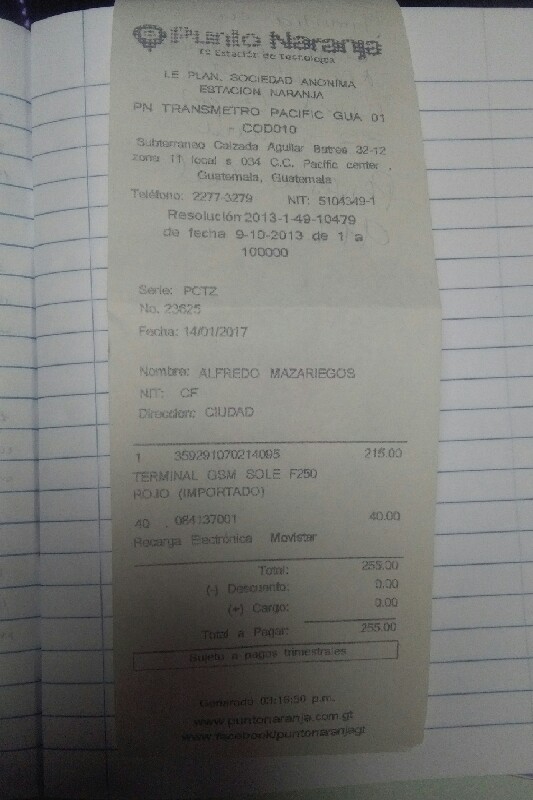 Punto Naranja
Tu Estación de Tecnología
I.E PLAN. SOCIEDAD ANONIMA
ESTACION NARANJA
PN TRANSMETRO PACIFIC GUA 01
- COD010
Subterraneo Calzada Aguilar Batres 32-12
zona 11 local s 034 C.C. Pacific center ,
Guatemala, Guatemala
Teléfono: 2277-3279 NIT: 5104349-1
Resolución 2013-1-49-10479
de fecha 9-10-2013 de 1 a
100000
Serie: PCTZ
No. 23625
Fecha: 14/01/2017
Nombre: ALFREDO MAZARIEGOS
NIT: CF
Direccion: CIUDAD
1 359291070214095 215.00
TERMINAL GSM SOLE F250
ROJO (IMPORTADO)
40 084137001 40.00
Recarga Electrónica Movistar
Total: 255.00
(-) Descuento: 0.00
(+) Cargo: 0.00
Total a Pagar: 255.00
Sujeto a pagos trimestrales
Generado 03:16:50 p.m.
www.puntonaranja.com.gt
www.facebook/puntonaranjagt